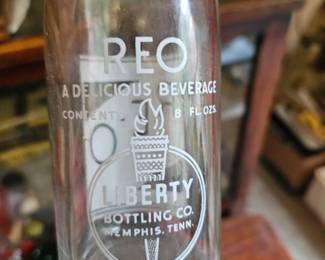 REO
A DELICIOUS BEVERAGE
CONTENTS 8 FL. OZS.
LIBERTY
BOTTLING CO.
MEMPHIS, TENN.